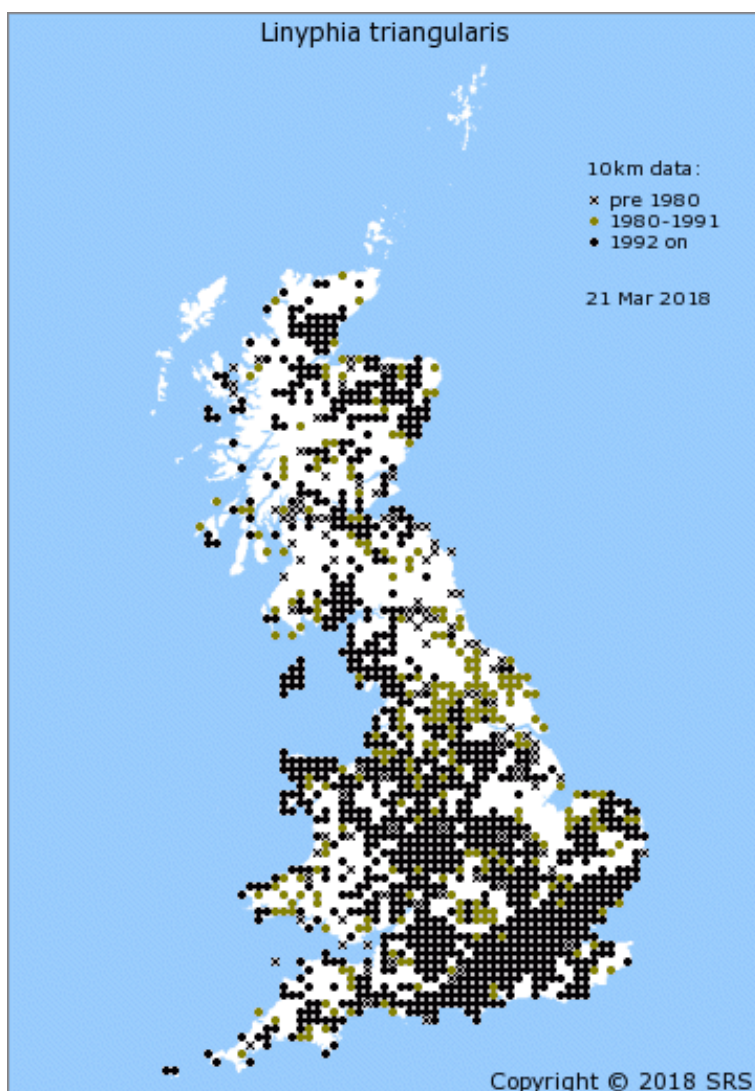 Linyphia triangularis
10km data:
pre 1980
1980-1991
1992 on
21 Mar 2018
Copyright © 2018 SRS